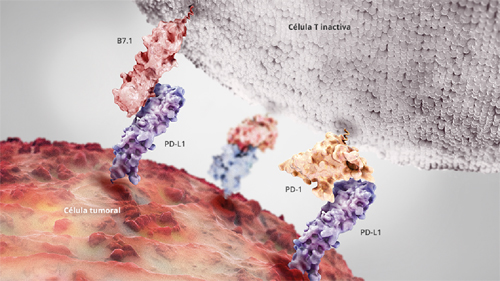 Célula T inactiva
B7.1
PD-L1
PD-1
Célula tumoral
PD-L1